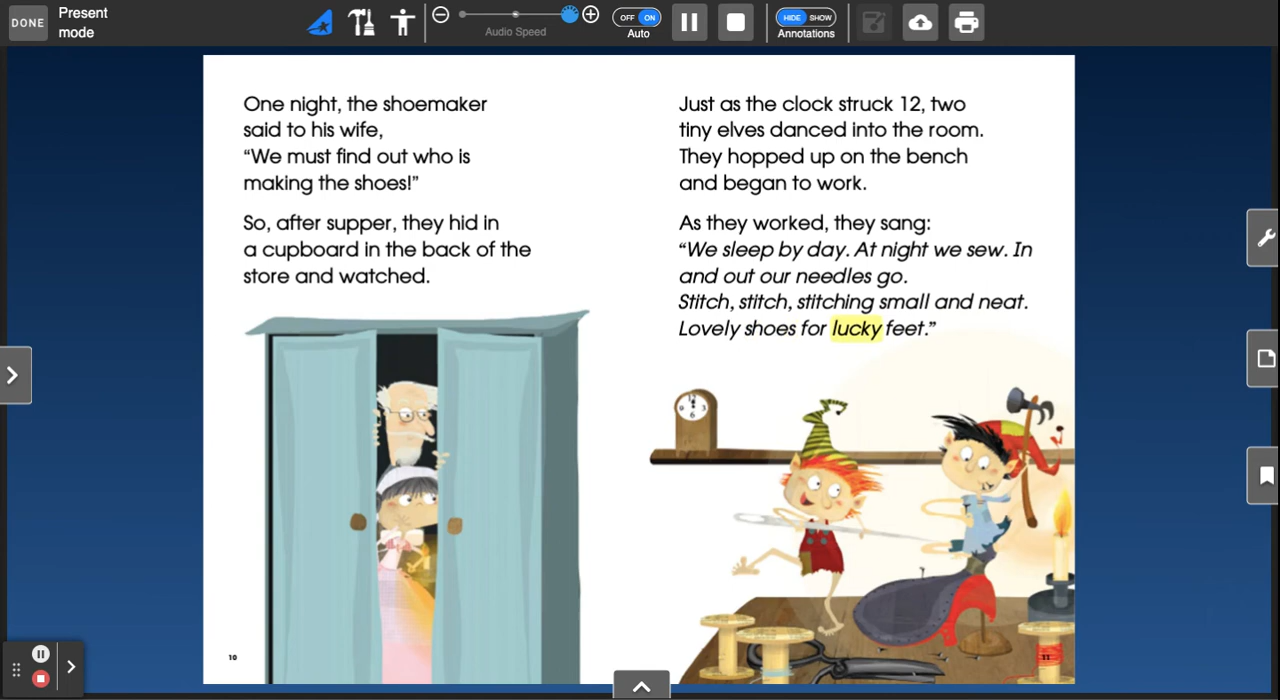 DONE
Present
mode
Audio Speed
OFF ON
Auto
HIDE SHOW
Annotations
One night, the shoemaker
said to his wife,
“We must find out who is
making the shoes!”
So, after supper, they hid in
a cupboard in the back of the
store and watched.
10
Just as the clock struck 12, two
tiny elves danced into the room.
They hopped up on the bench
and began to work.
As they worked, they sang:
“We sleep by day. At night we sew. In
and out our needles go.
Stitch, stitch, stitching small and neat.
Lovely shoes for lucky feet.”
12
9 3
6
11